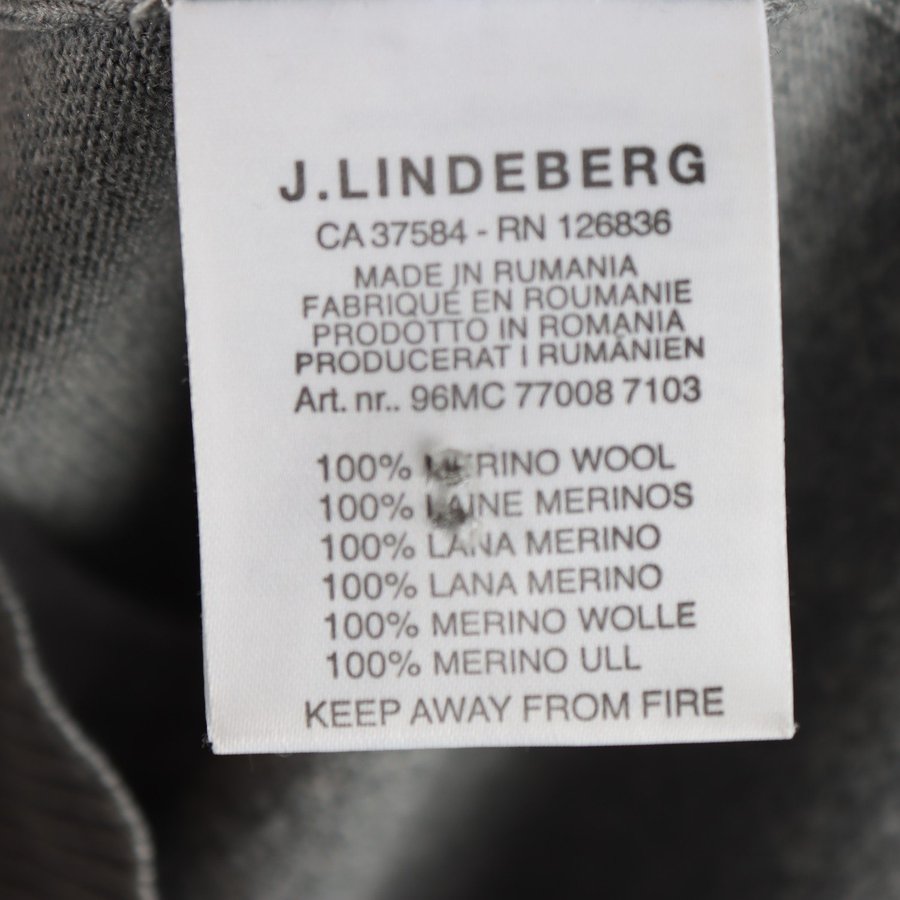 J.LINDEBERG
CA 37584 - RN 126836
MADE IN RUMANIA
FABRIQUÉ EN ROUMANIE
PRODOTTO IN ROMANIA
PRODUCERAT I RUMÄNIEN
Art. nr.. 96MC 77008 7103
100% MERINO WOOL
100% LAINE MERINOS
100% LANA MERINO
100% LANA MERINO
100% MERINO WOLLE
100% MERINO ULL
KEEP AWAY FROM FIRE